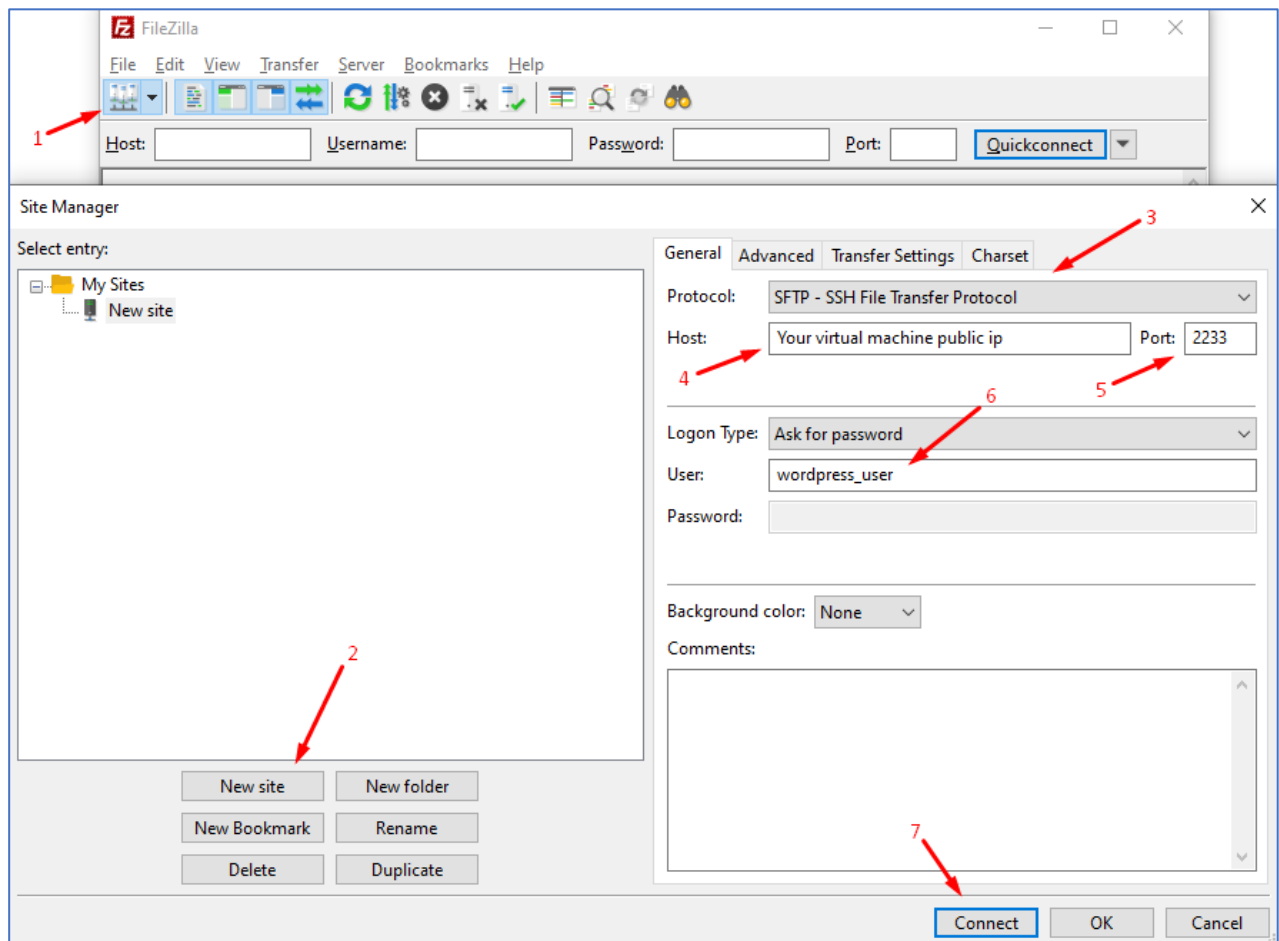 FileZilla
File Edit View Transfer Server Bookmarks Help
1
Host: Username: Password: Port: Quickconnect
Site Manager
3
Select entry:
General Advanced Transfer Settings Charset
My Sites
New site
Protocol: SFTP - SSH File Transfer Protocol
Host: Your virtual machine public ip Port: 2233
4 5
6
Logon Type: Ask for password
User: wordpress_user
Password:
Background color: None
Comments:
2
New site New folder
New Bookmark Rename
Delete Duplicate
7
Connect OK Cancel